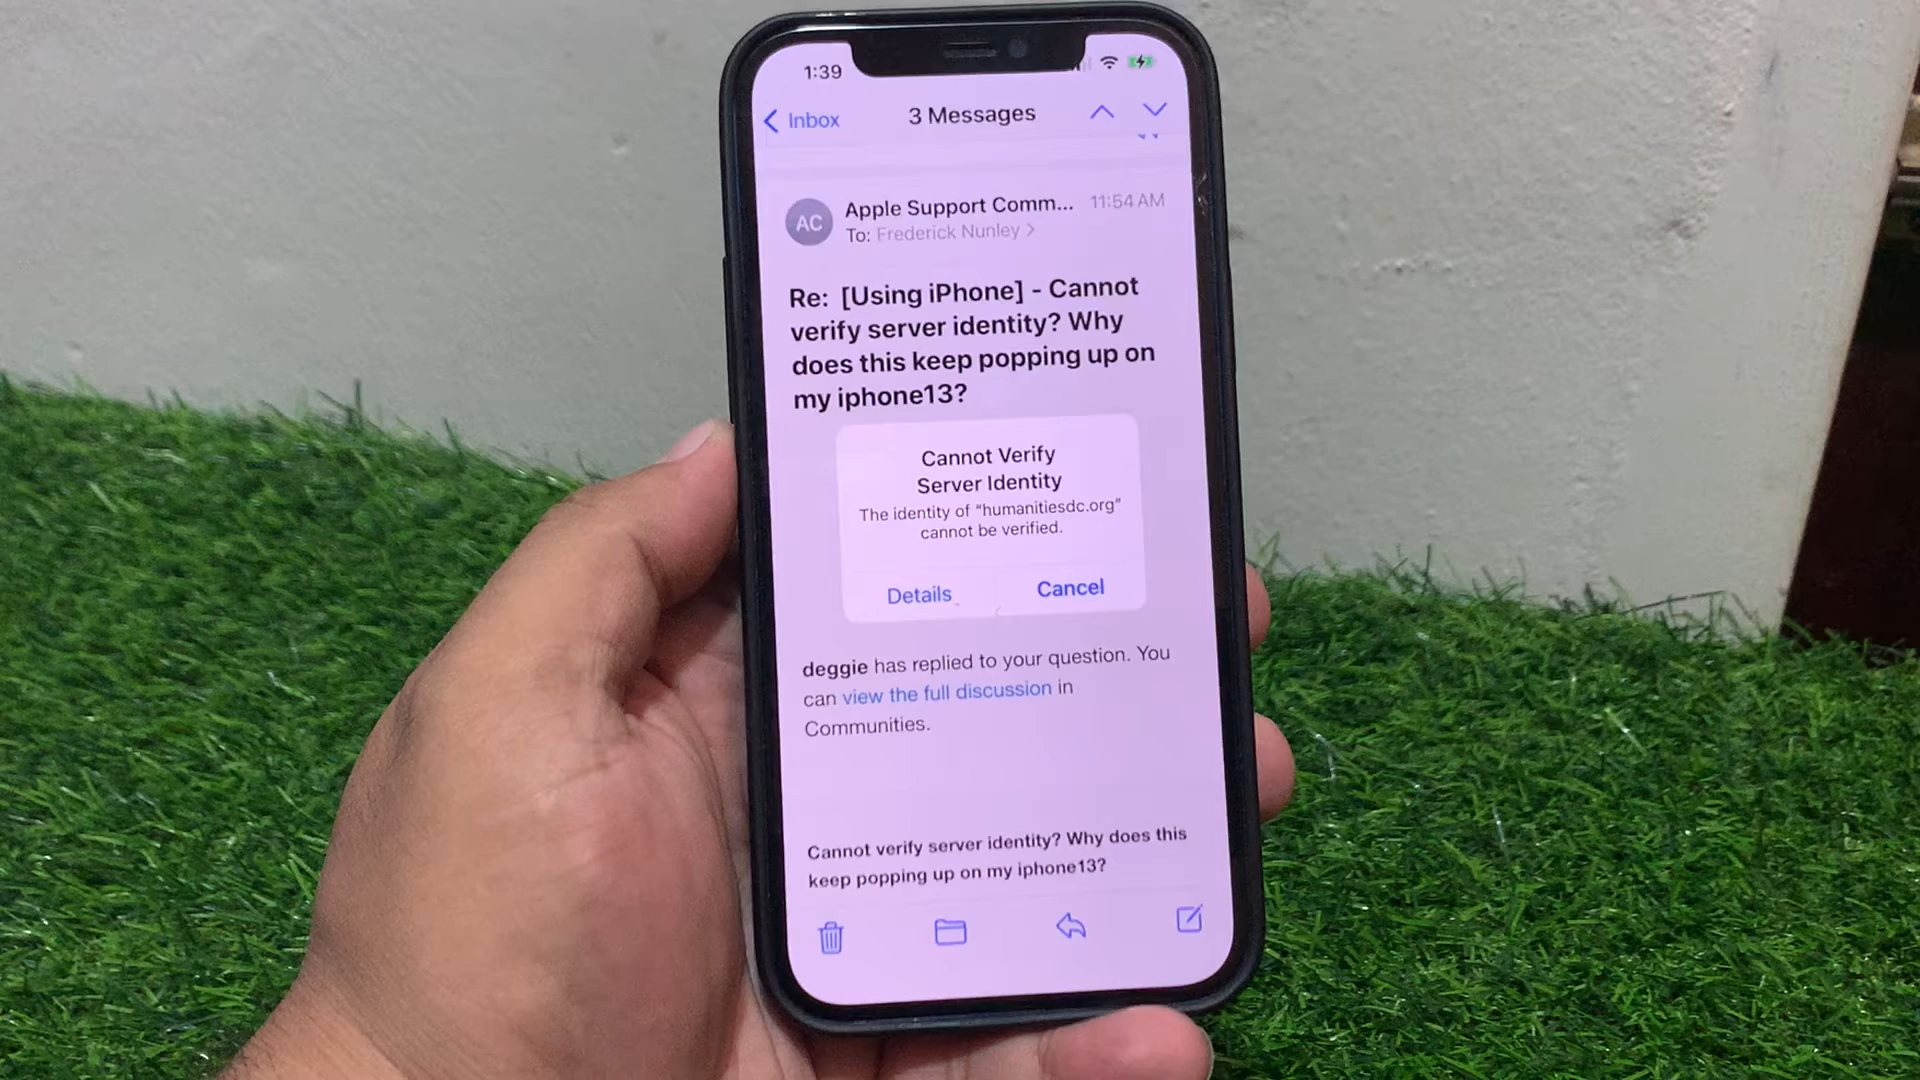 1:39
Inbox
3 Messages
AC
Apple Support Comm... 11:54 AM
To: Frederick Nunley >
Re: [Using iPhone] - Cannot
verify server identity? Why
does this keep popping up on
my iphone13?
Cannot Verify
Server Identity
The identity of “humanitiesdc.org”
cannot be verified.
Details
Cancel
deggie has replied to your question. You
can view the full discussion in
Communities.
Cannot verify server identity? Why does this
keep popping up on my iphone13?